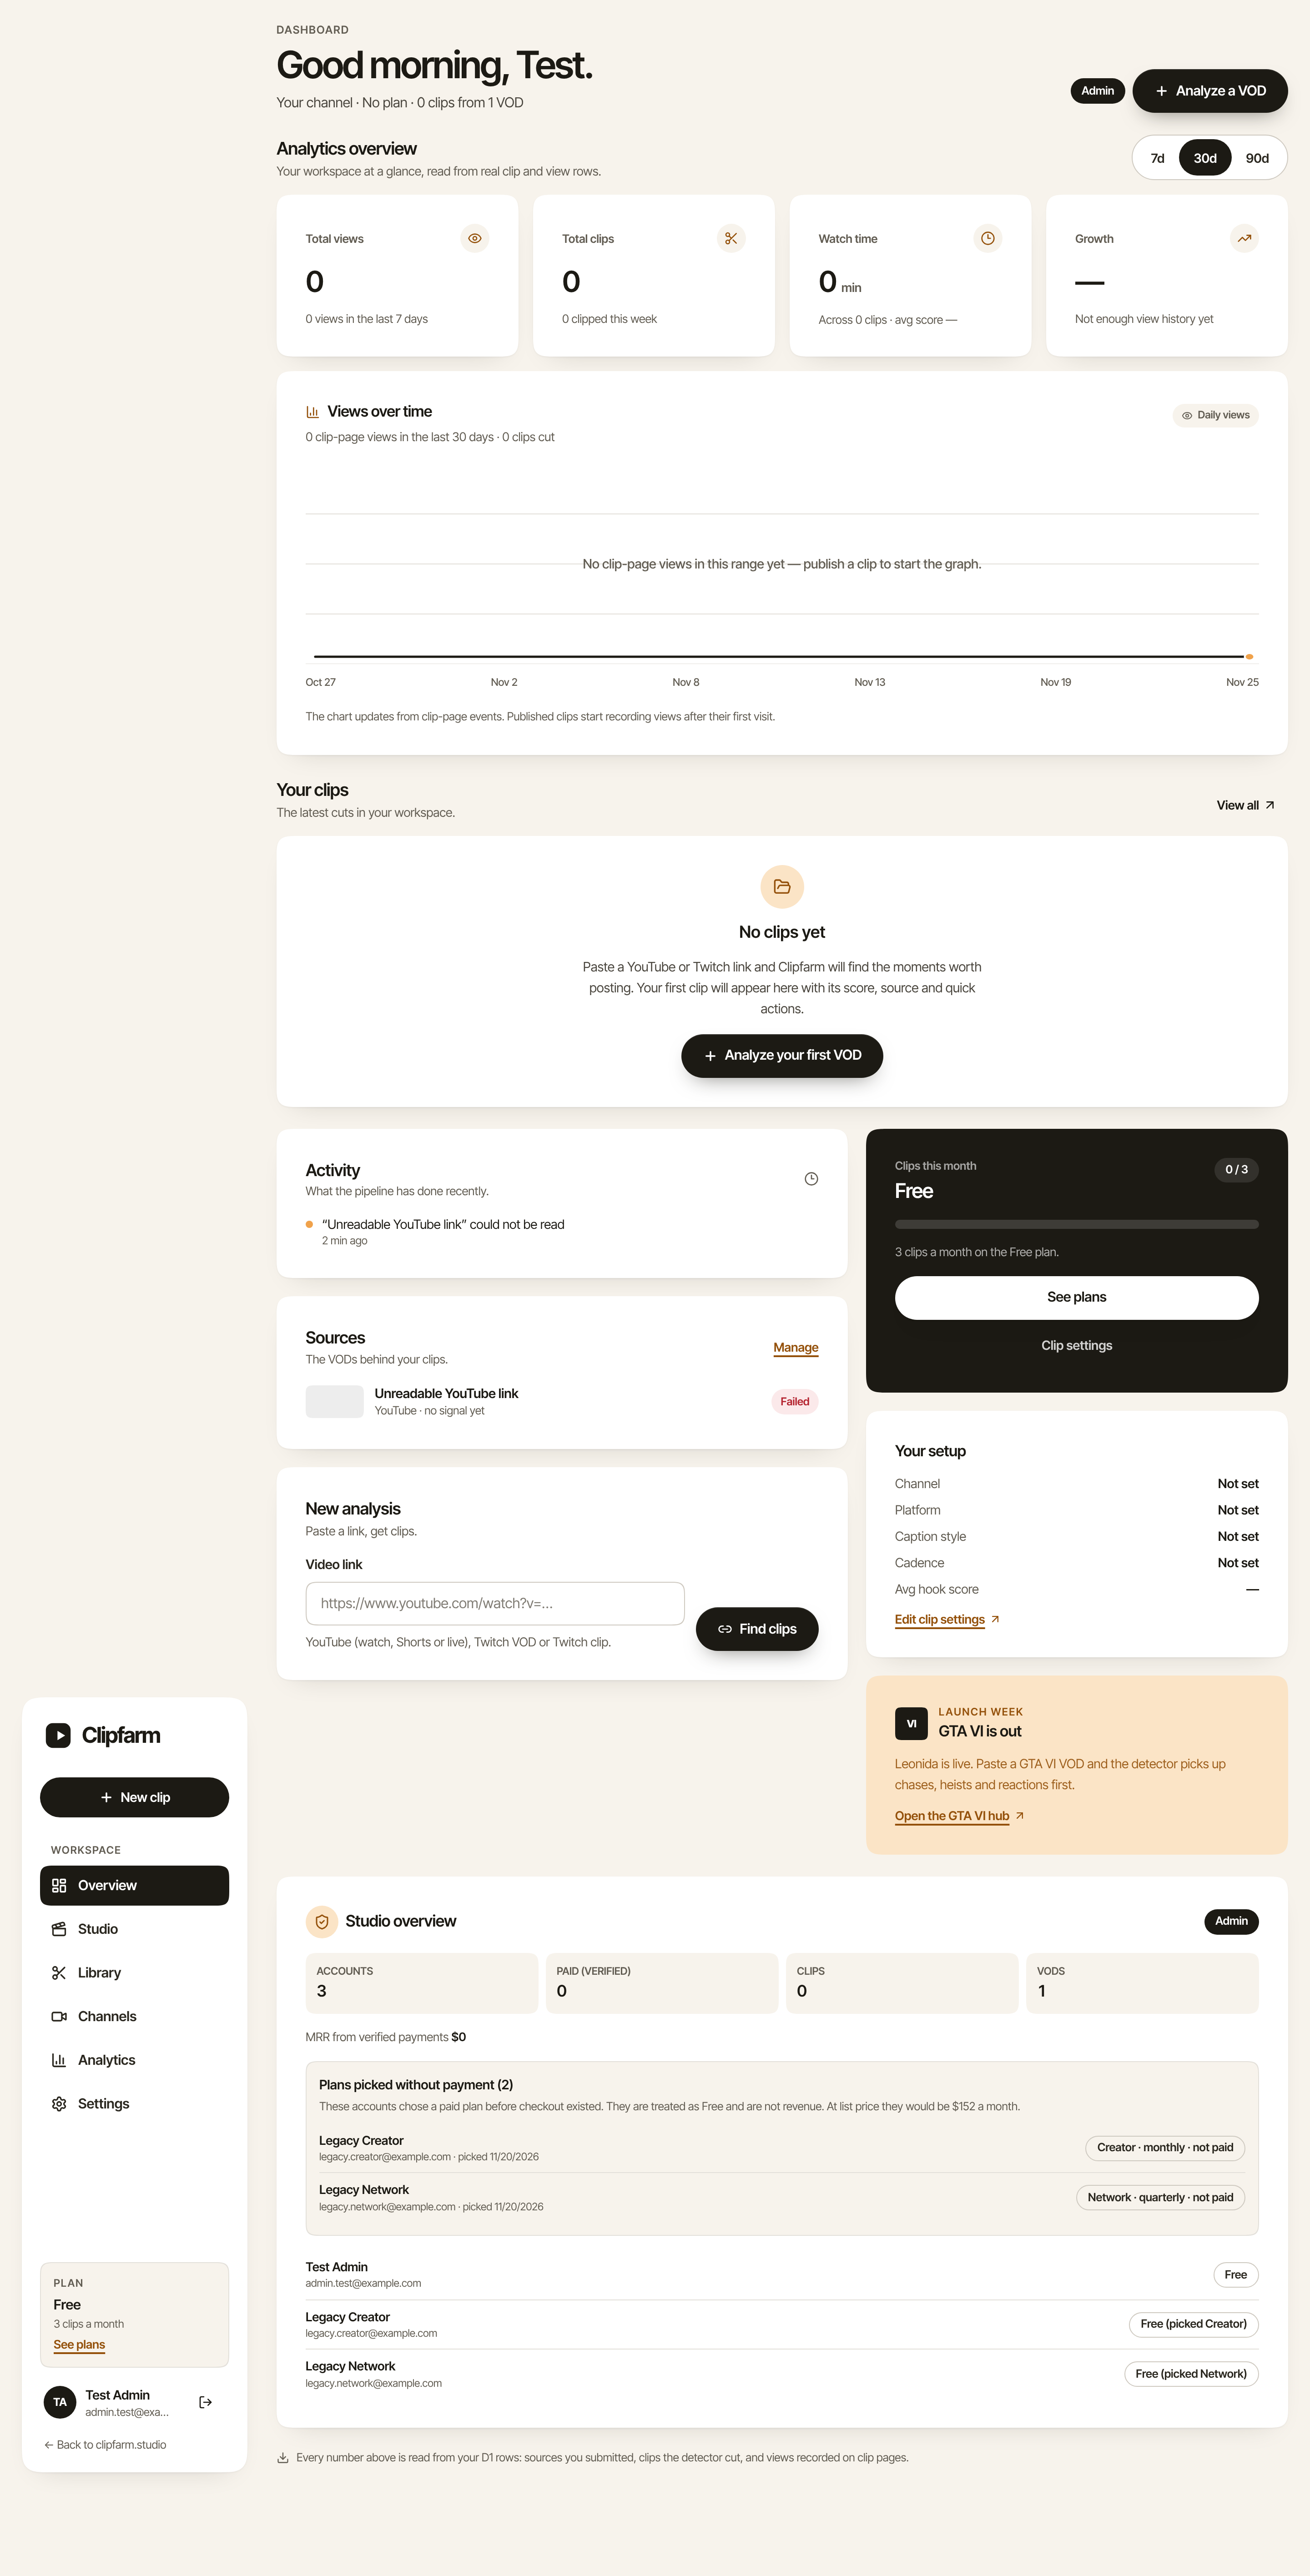 DASHBOARD
Good morning, Test.
Your channel · No plan · 0 clips from 1 VOD
Admin
Analyze a VOD
Analytics overview
Your workspace at a glance, read from real clip and view rows.
7d
30d
90d
Total views
0
0 views in the last 7 days
Total clips
0
0 clipped this week
Watch time
0 min
Across 0 clips · avg score —
Growth
—
Not enough view history yet
Views over time
0 clip-page views in the last 30 days · 0 clips cut
Daily views
No clip-page views in this range yet — publish a clip to start the graph.
Oct 27
Nov 2
Nov 8
Nov 13
Nov 19
Nov 25
The chart updates from clip-page events. Published clips start recording views after their first visit.
Your clips
The latest cuts in your workspace.
View all
No clips yet
Paste a YouTube or Twitch link and Clipfarm will find the moments worth
posting. Your first clip will appear here with its score, source and quick
actions.
Analyze your first VOD
Activity
What the pipeline has done recently.
“Unreadable YouTube link” could not be read
2 min ago
Sources
The VODs behind your clips.
Manage
Unreadable YouTube link
YouTube · no signal yet
Failed
New analysis
Paste a link, get clips.
Video link
https://www.youtube.com/watch?v=...
Find clips
YouTube (watch, Shorts or live), Twitch VOD or Twitch clip.
Clips this month
Free
0 / 3
3 clips a month on the Free plan.
See plans
Clip settings
Your setup
Channel
Not set
Platform
Not set
Caption style
Not set
Cadence
Not set
Avg hook score
—
Edit clip settings
VI
LAUNCH WEEK
GTA VI is out
Leonida is live. Paste a GTA VI VOD and the detector picks up
chases, heists and reactions first.
Open the GTA VI hub
Clipfarm
New clip
WORKSPACE
Overview
Studio
Library
Channels
Analytics
Settings
PLAN
Free
3 clips a month
See plans
TA
Test Admin
admin.test@exa...
← Back to clipfarm.studio
Studio overview
Admin
ACCOUNTS
3
PAID (VERIFIED)
0
CLIPS
0
VODS
1
MRR from verified payments $0
Plans picked without payment (2)
These accounts chose a paid plan before checkout existed. They are treated as Free and are not revenue. At list price they would be $152 a month.
Legacy Creator
legacy.creator@example.com · picked 11/20/2026
Creator · monthly · not paid
Legacy Network
legacy.network@example.com · picked 11/20/2026
Network · quarterly · not paid
Test Admin
admin.test@example.com
Free
Legacy Creator
legacy.creator@example.com
Free (picked Creator)
Legacy Network
legacy.network@example.com
Free (picked Network)
Every number above is read from your D1 rows: sources you submitted, clips the detector cut, and views recorded on clip pages.